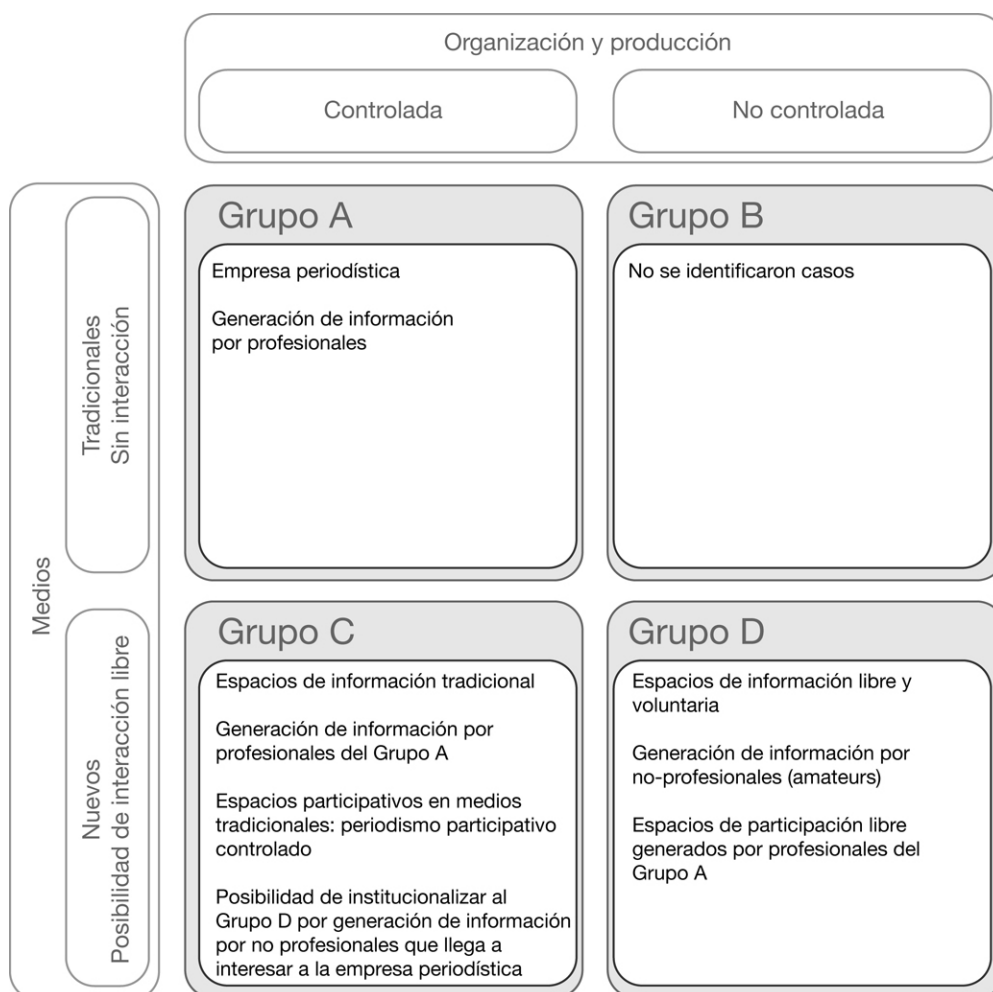 Organización y producción
Controlada
No controlada
Medios
Tradicionales
Sin interacción
Grupo A
Empresa periodística
Generación de información
por profesionales
Grupo B
No se identificaron casos
Nuevos
Posibilidad de interacción libre
Grupo C
Espacios de información tradicional
Generación de información por
profesionales del Grupo A
Espacios participativos en medios
tradicionales: periodismo participativo
controlado
Posibilidad de institucionalizar al
Grupo D por generación de información
por no profesionales que llega a
interesar a la empresa periodística
Grupo D
Espacios de información libre y
voluntaria
Generación de información por
no-profesionales (amateurs)
Espacios de participación libre
generados por profesionales del
Grupo A